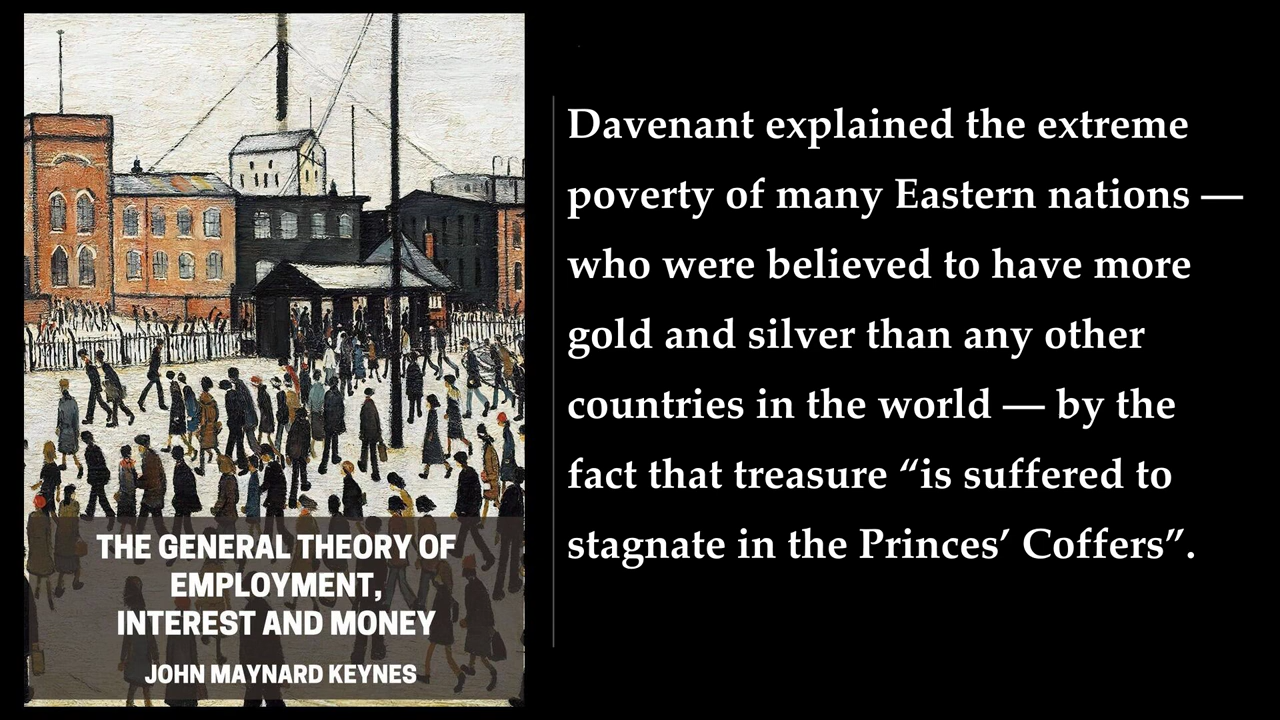 THE GENERAL THEORY OF
EMPLOYMENT,
INTEREST AND MONEY
JOHN MAYNARD KEYNES
Davenant explained the extreme
poverty of many Eastern nations —
who were believed to have more
gold and silver than any other
countries in the world — by the
fact that treasure “is suffered to
stagnate in the Princes’ Coffers”.